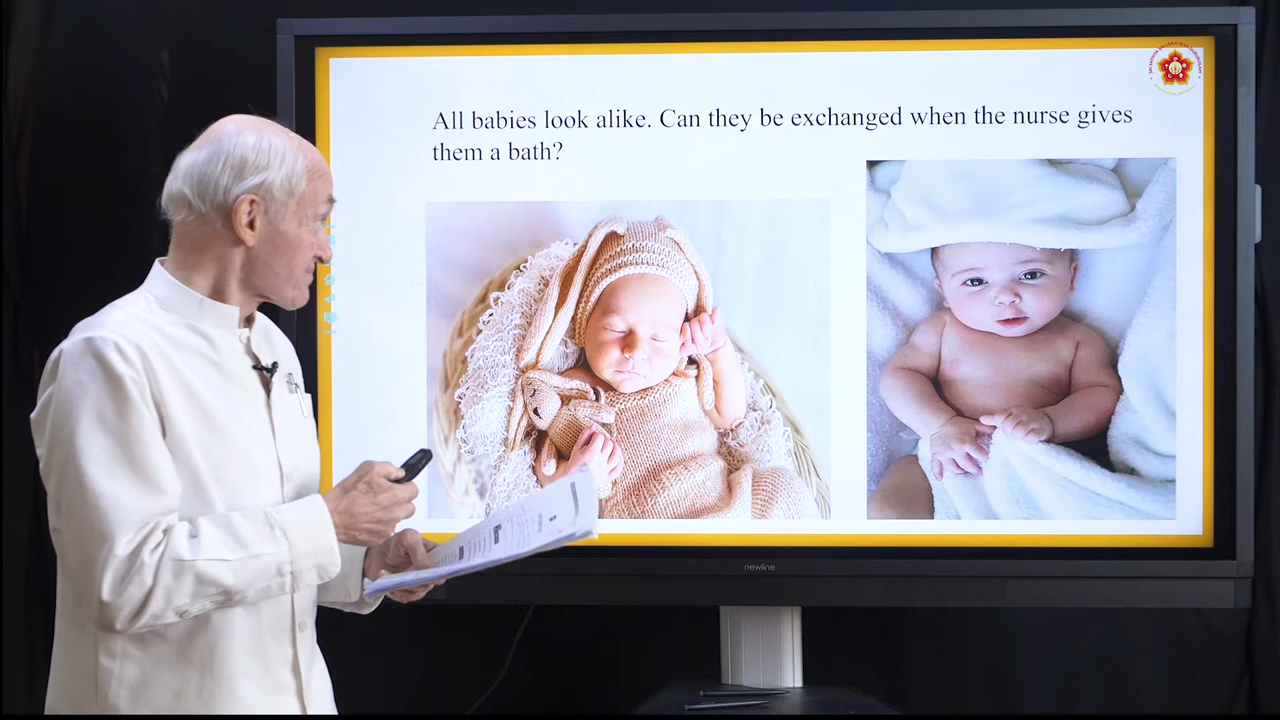 All babies look alike. Can they be exchanged when the nurse gives
them a bath?
newline